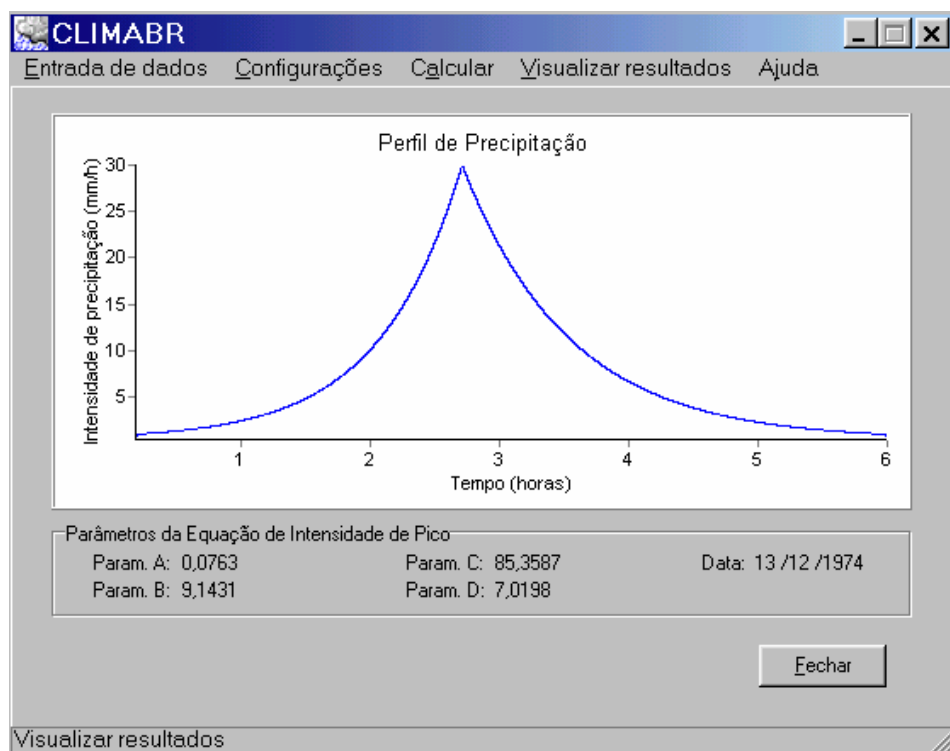 CLIMABR
Entrada de dados Configurações Calcular Visualizar resultados Ajuda
Perfil de Precipitação
Intensidade de precipitação (mm/h)
30
25
20
15
10
5
1 2 3 4 5 6
Tempo (horas)
Parâmetros da Equação de Intensidade de Pico
Param. A: 0,0763 Param. C: 85,3587 Data: 13 /12 /1974
Param. B: 9,1431 Param. D: 7,0198
Fechar
Visualizar resultados